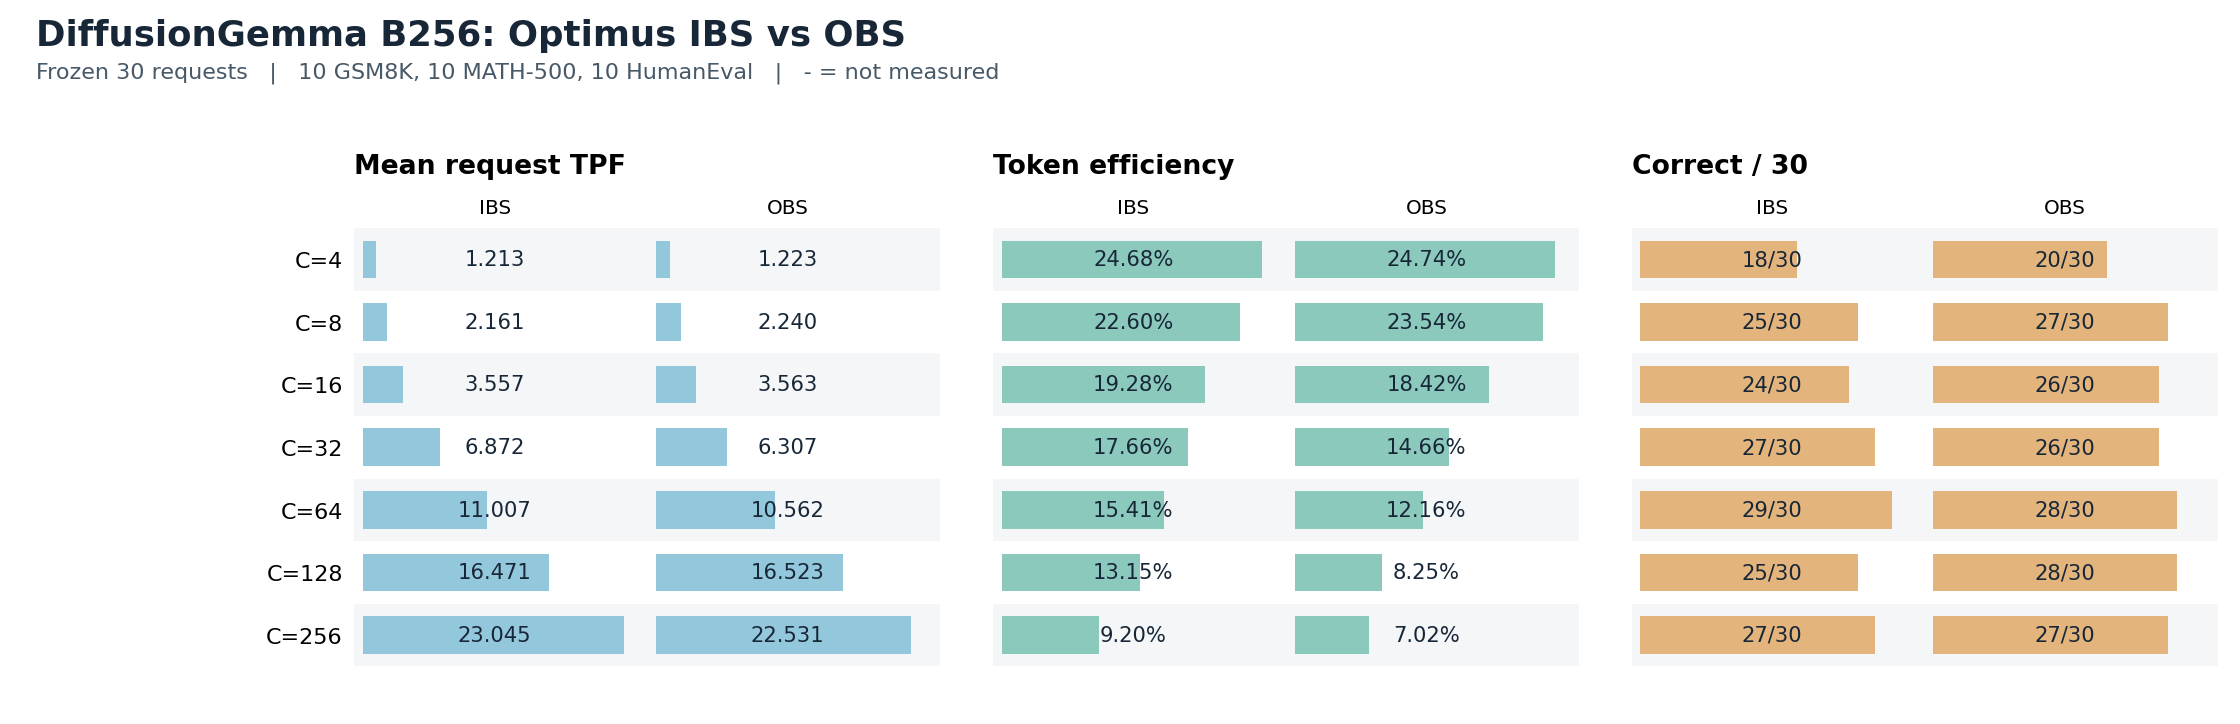 DiffusionGemma B256: Optimus IBS vs OBS
Frozen 30 requests | 10 GSM8K, 10 MATH-500, 10 HumanEval | - = not measured
Mean request TPF Token efficiency Correct / 30
IBS OBS IBS OBS IBS OBS
C=4 1.213 1.223 24.68% 24.74% 18/30 20/30
C=8 2.161 2.240 22.60% 23.54% 25/30 27/30
C=16 3.557 3.563 19.28% 18.42% 24/30 26/30
C=32 6.872 6.307 17.66% 14.66% 27/30 26/30
C=64 11.007 10.562 15.41% 12.16% 29/30 28/30
C=128 16.471 16.523 13.15% 8.25% 25/30 28/30
C=256 23.045 22.531 9.20% 7.02% 27/30 27/30